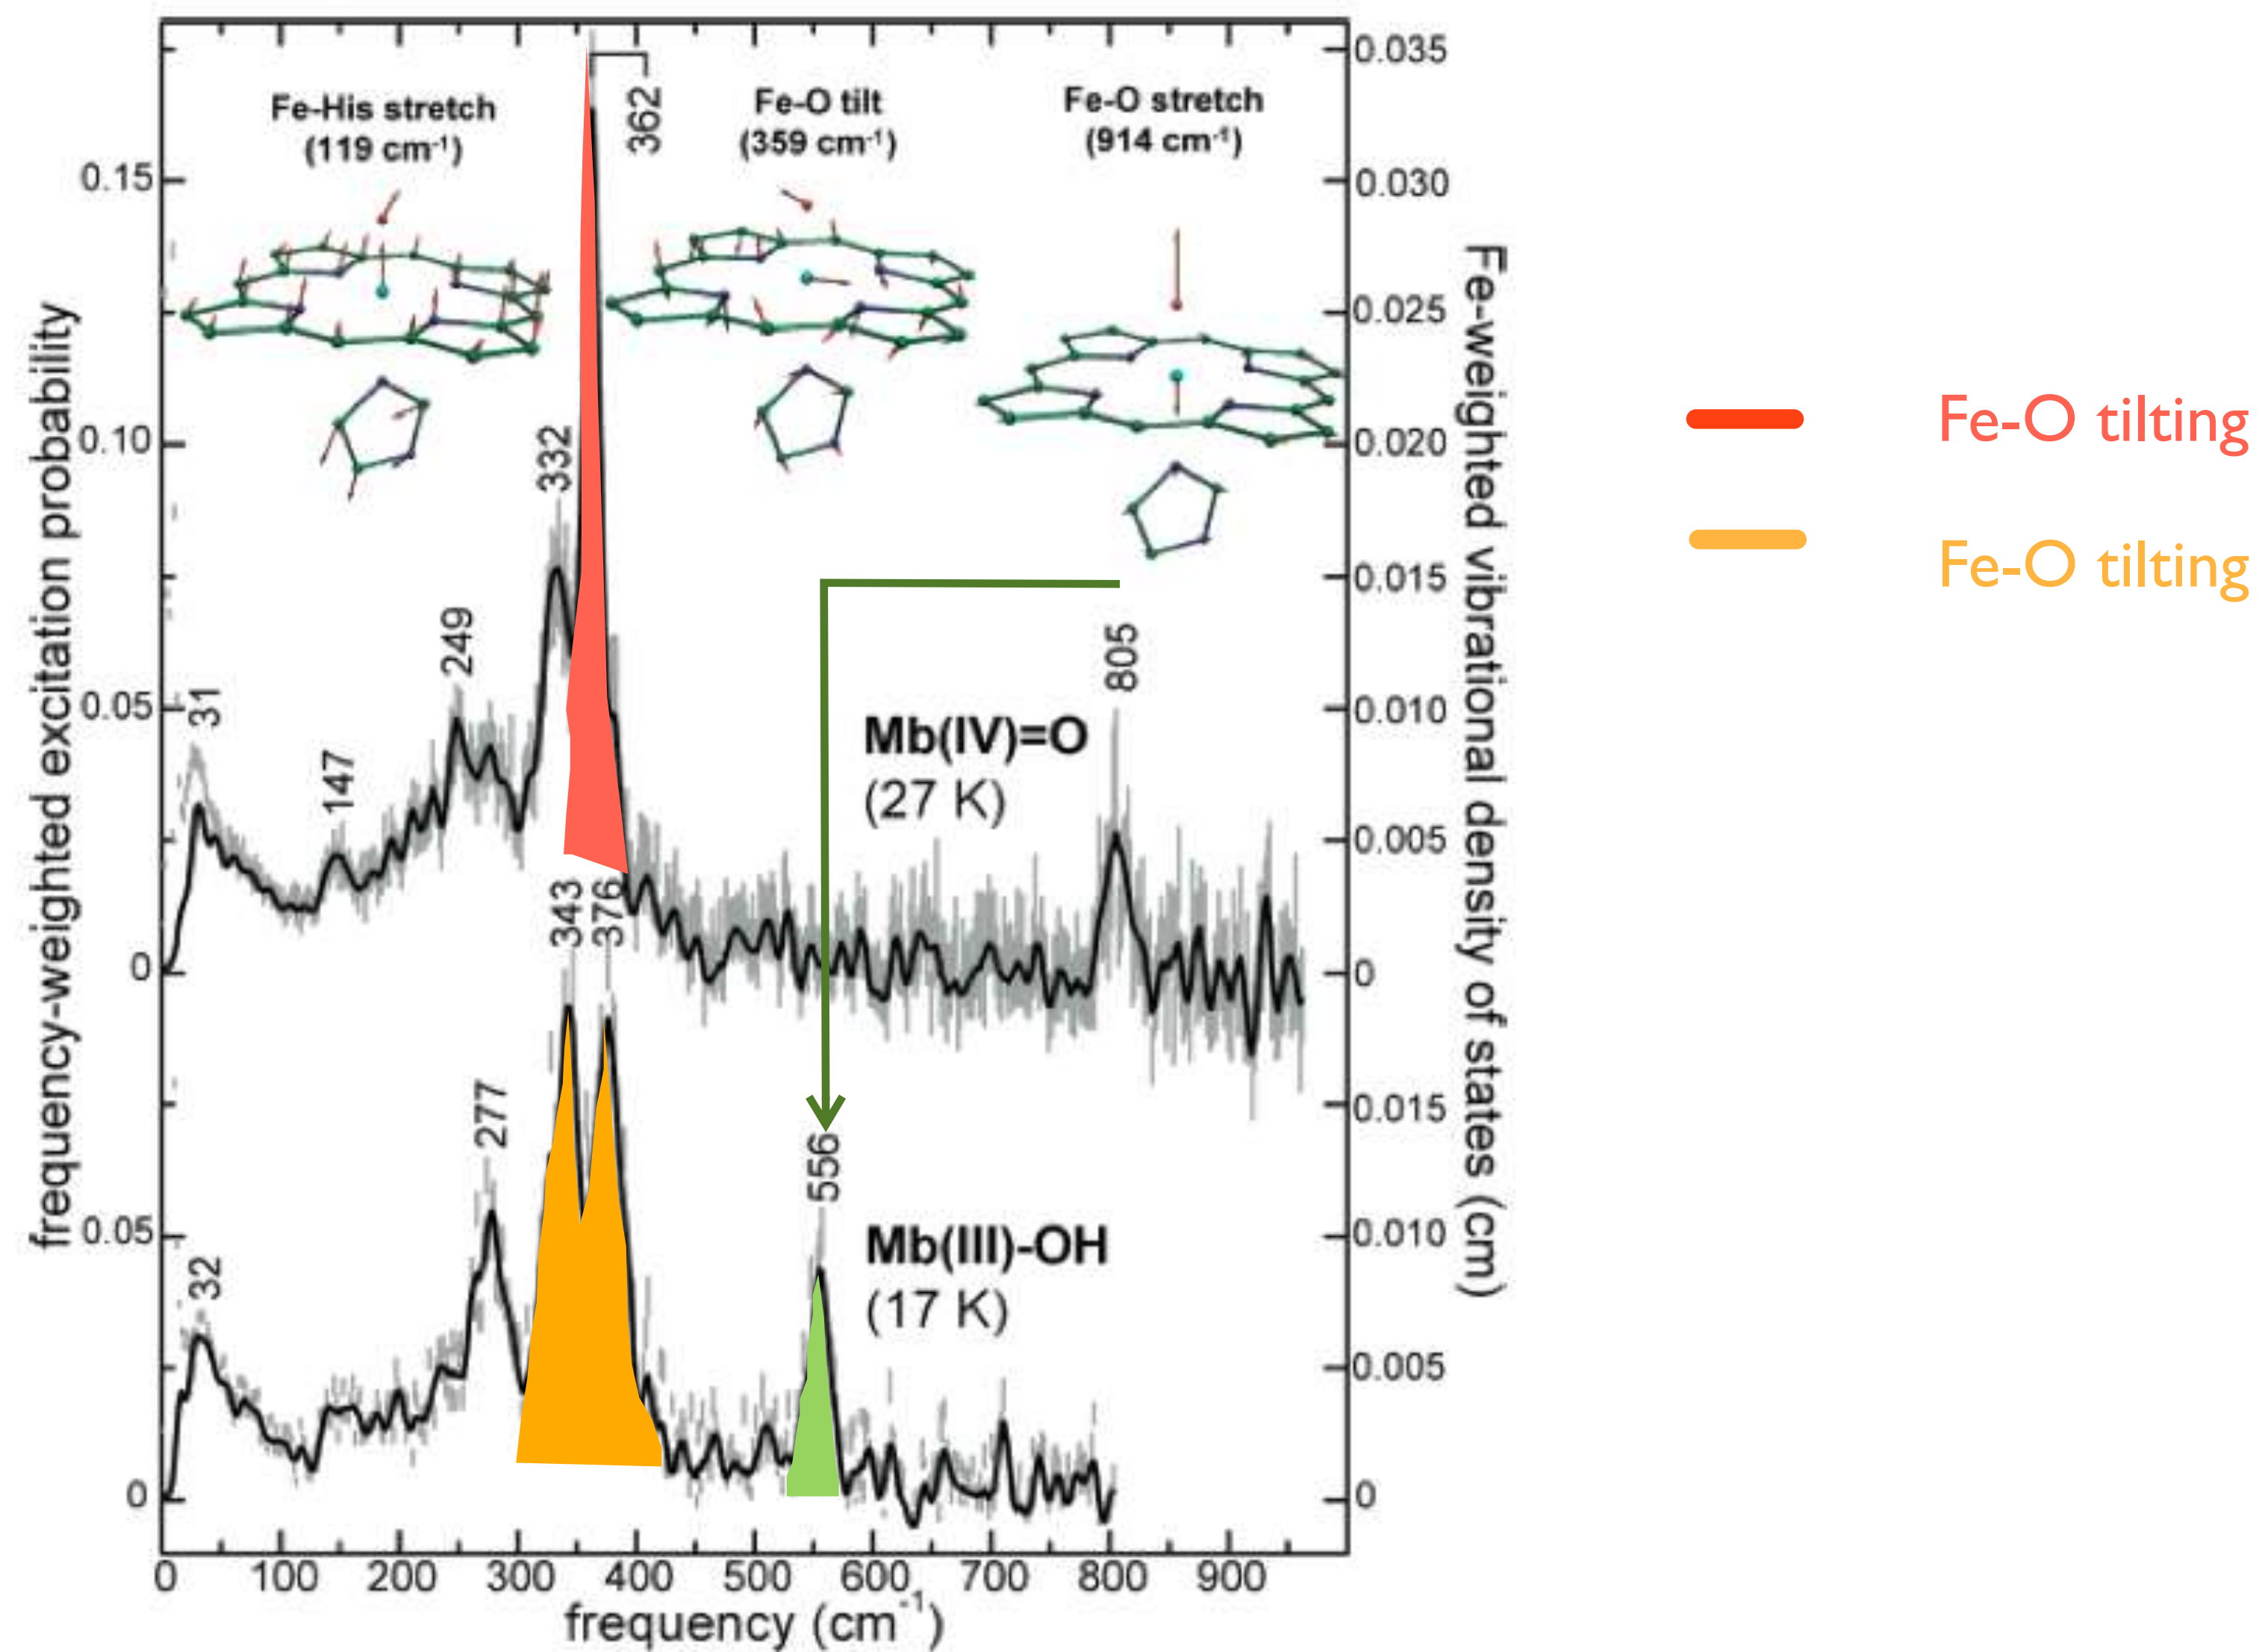 Fe-His stretch
(119 cm⁻¹)
Fe-O tilt
(359 cm⁻¹)
Fe-O stretch
(914 cm⁻¹)
362
332
249
31
147
805
Mb(IV)=O
(27 K)
343
376
277
32
556
Mb(III)-OH
(17 K)
frequency-weighted excitation probability
0.15
0.10
0.05
0
0.05
0
Fe-weighted vibrational density of states (cm)
0.035
0.030
0.025
0.020
0.015
0.010
0.005
0
0.015
0.010
0.005
0
0 100 200 300 400 500 600 700 800 900
frequency (cm⁻¹)
Fe-O tilting
Fe-O tilting